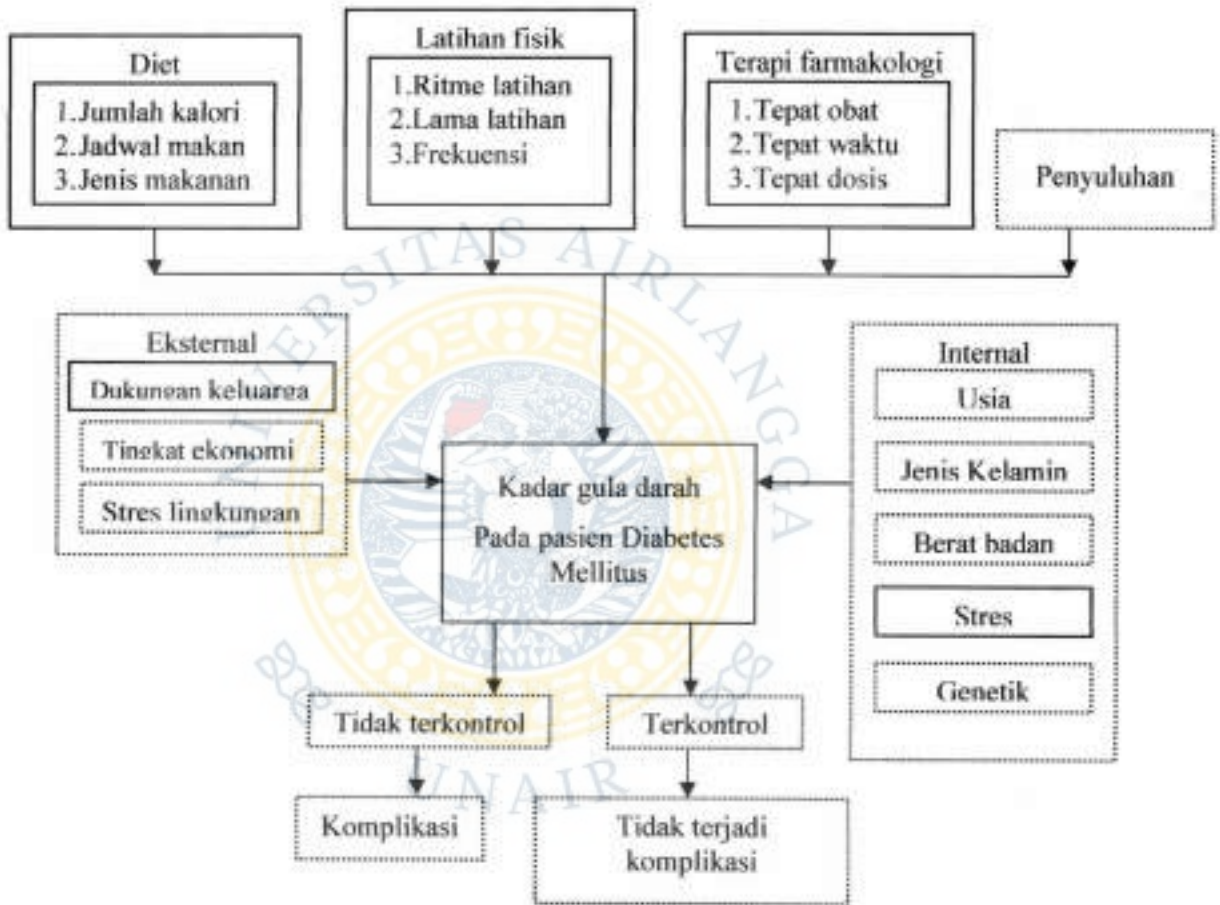 Diet
1.Jumlah kalori
2.Jadwal makan
3.Jenis makanan
Latihan fisik
1.Ritme latihan
2.Lama latihan
3.Frekuensi
Terapi farmakologi
1.Tepat obat
2.Tepat waktu
3.Tepat dosis
Penyuluhan
UNIVERSITAS AIRLANGGA
Eksternal
Dukungan keluarga
Tingkat ekonomi
Stres lingkungan
Kadar gula darah
Pada pasien Diabetes
Mellitus
Internal
Usia
Jenis Kelamin
Berat badan
Stres
Genetik
Tidak terkontrol
Terkontrol
UNAIR
Komplikasi
Tidak terjadi
komplikasi